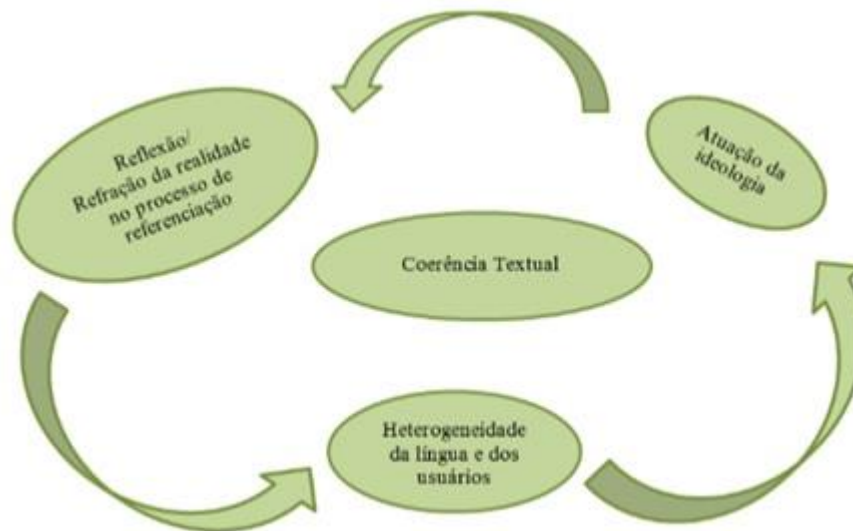 Reflexão/
Refração da realidade
no processo de
referenciação
Atuação da
ideologia
Coerência Textual
Heterogeneidade
da língua e dos
usuários